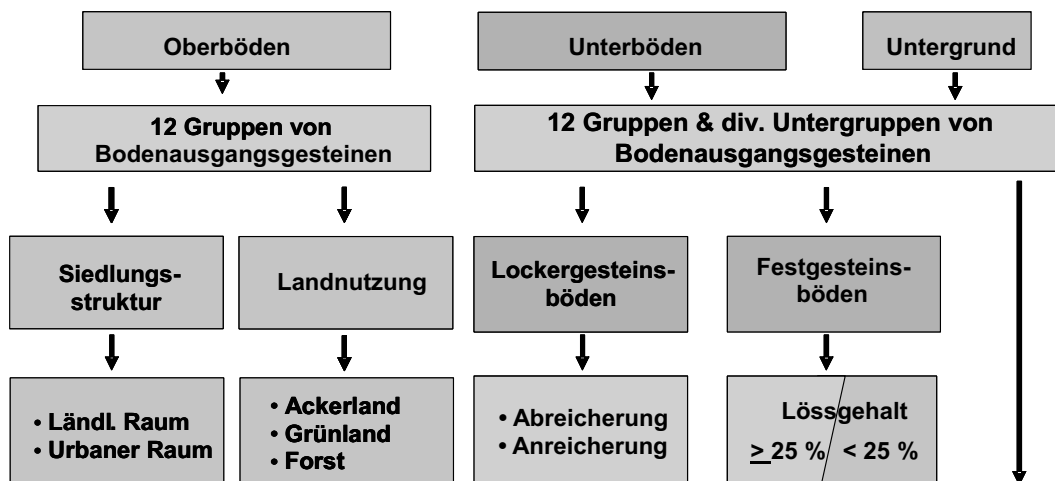 Oberböden
Unterböden
Untergrund
12 Gruppen von
Bodenausgangsgesteinen
12 Gruppen & div. Untergruppen von
Bodenausgangsgesteinen
Siedlungs-
struktur
Landnutzung
Lockergesteins-
böden
Festgesteins-
böden
• Ländl. Raum
• Urbaner Raum
• Ackerland
• Grünland
• Forst
• Abreicherung
• Anreicherung
Lössgehalt
≥ 25 % < 25 %